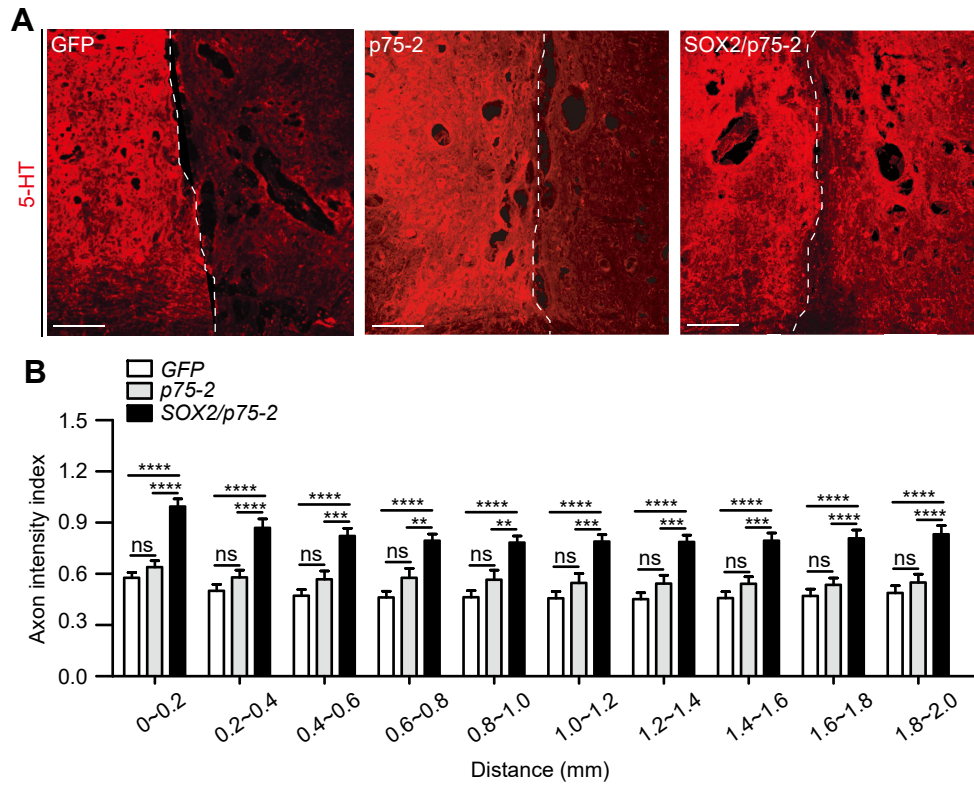 A
GFP
p75-2
SOX2/p75-2
5-HT
B
GFP
p75-2
SOX2/p75-2
Axon intensity index
1.5
1.2
0.9
0.6
0.3
0.0
**** **** ns
**** **** ns
**** *** ns
**** ** ns
**** ** ns
**** *** ns
**** *** ns
**** *** ns
**** **** ns
**** **** ns
0~0.2 0.2~0.4 0.4~0.6 0.6~0.8 0.8~1.0 1.0~1.2 1.2~1.4 1.4~1.6 1.6~1.8 1.8~2.0
Distance (mm)